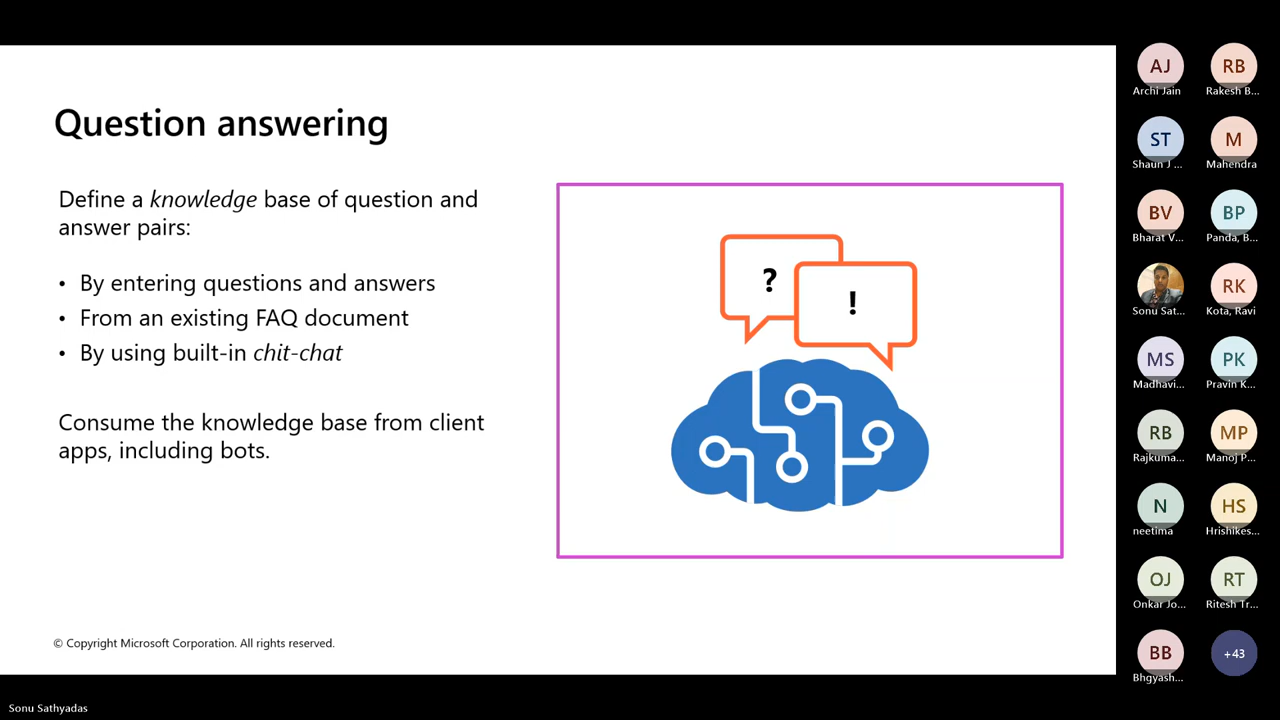 Question answering
Define a knowledge base of question and
answer pairs:
• By entering questions and answers
• From an existing FAQ document
• By using built-in chit-chat
Consume the knowledge base from client
apps, including bots.
?
!
© Copyright Microsoft Corporation. All rights reserved.
AJ RB
Archi Jain Rakesh B...
ST M
Shaun J ... Mahendra
BV BP
Bharat V... Panda, B...
RK
Sonu Sat... Kota, Ravi
MS PK
Madhavi... Pravin K...
RB MP
Rajkuma... Manoj P...
N HS
neetima Hrishikes...
OJ RT
Onkar Jo... Ritesh Tr...
BB +43
Bhgyash...
Sonu Sathyadas